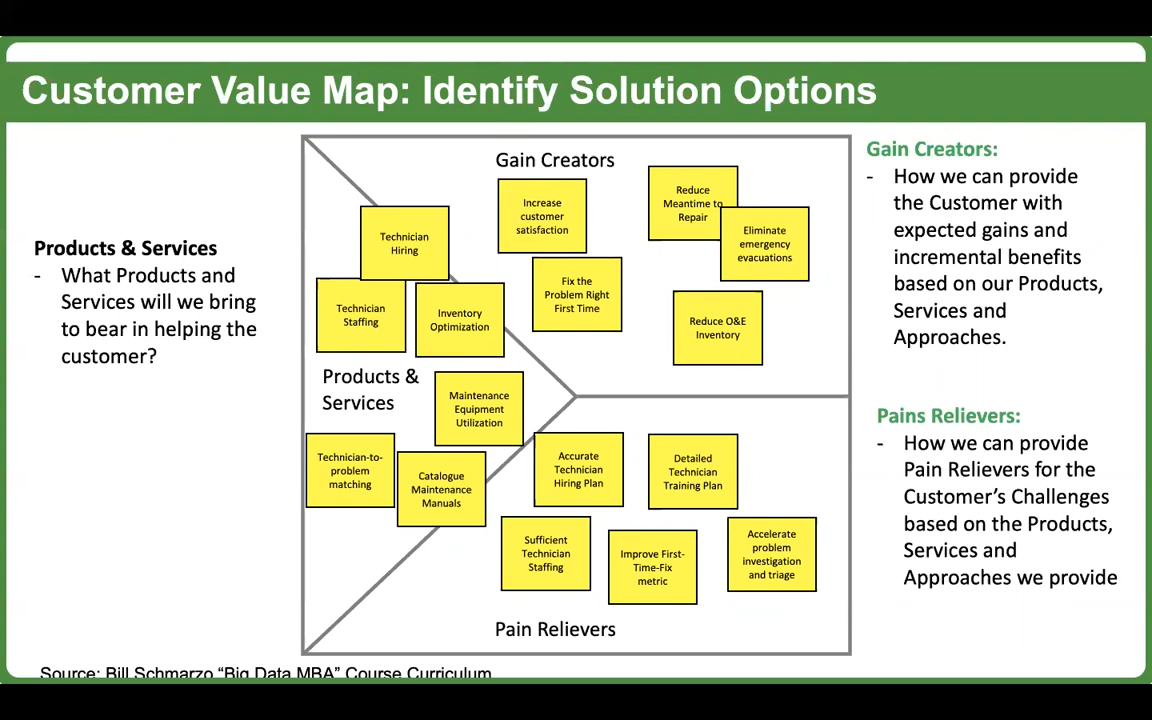 Customer Value Map: Identify Solution Options
Products & Services
- What Products and
Services will we bring
to bear in helping the
customer?
Gain Creators
Technician
Hiring
Technician
Staffing
Inventory
Optimization
Increase
customer
satisfaction
Fix the
Problem Right
First Time
Reduce
Meantime to
Repair
Eliminate
emergency
evacuations
Reduce O&E
Inventory
Products &
Services
Maintenance
Equipment
Utilization
Technician-to-
problem
matching
Catalogue
Maintenance
Manuals
Accurate
Technician
Hiring Plan
Detailed
Technician
Training Plan
Sufficient
Technician
Staffing
Improve First-
Time-Fix
metric
Accelerate
problem
investigation
and triage
Pain Relievers
Gain Creators:
- How we can provide
the Customer with
expected gains and
incremental benefits
based on our Products,
Services and
Approaches.
Pains Relievers:
- How we can provide
Pain Relievers for the
Customer’s Challenges
based on the Products,
Services and
Approaches we provide
Source: Bill Schmarzo “Big Data MBA” Course Curriculum